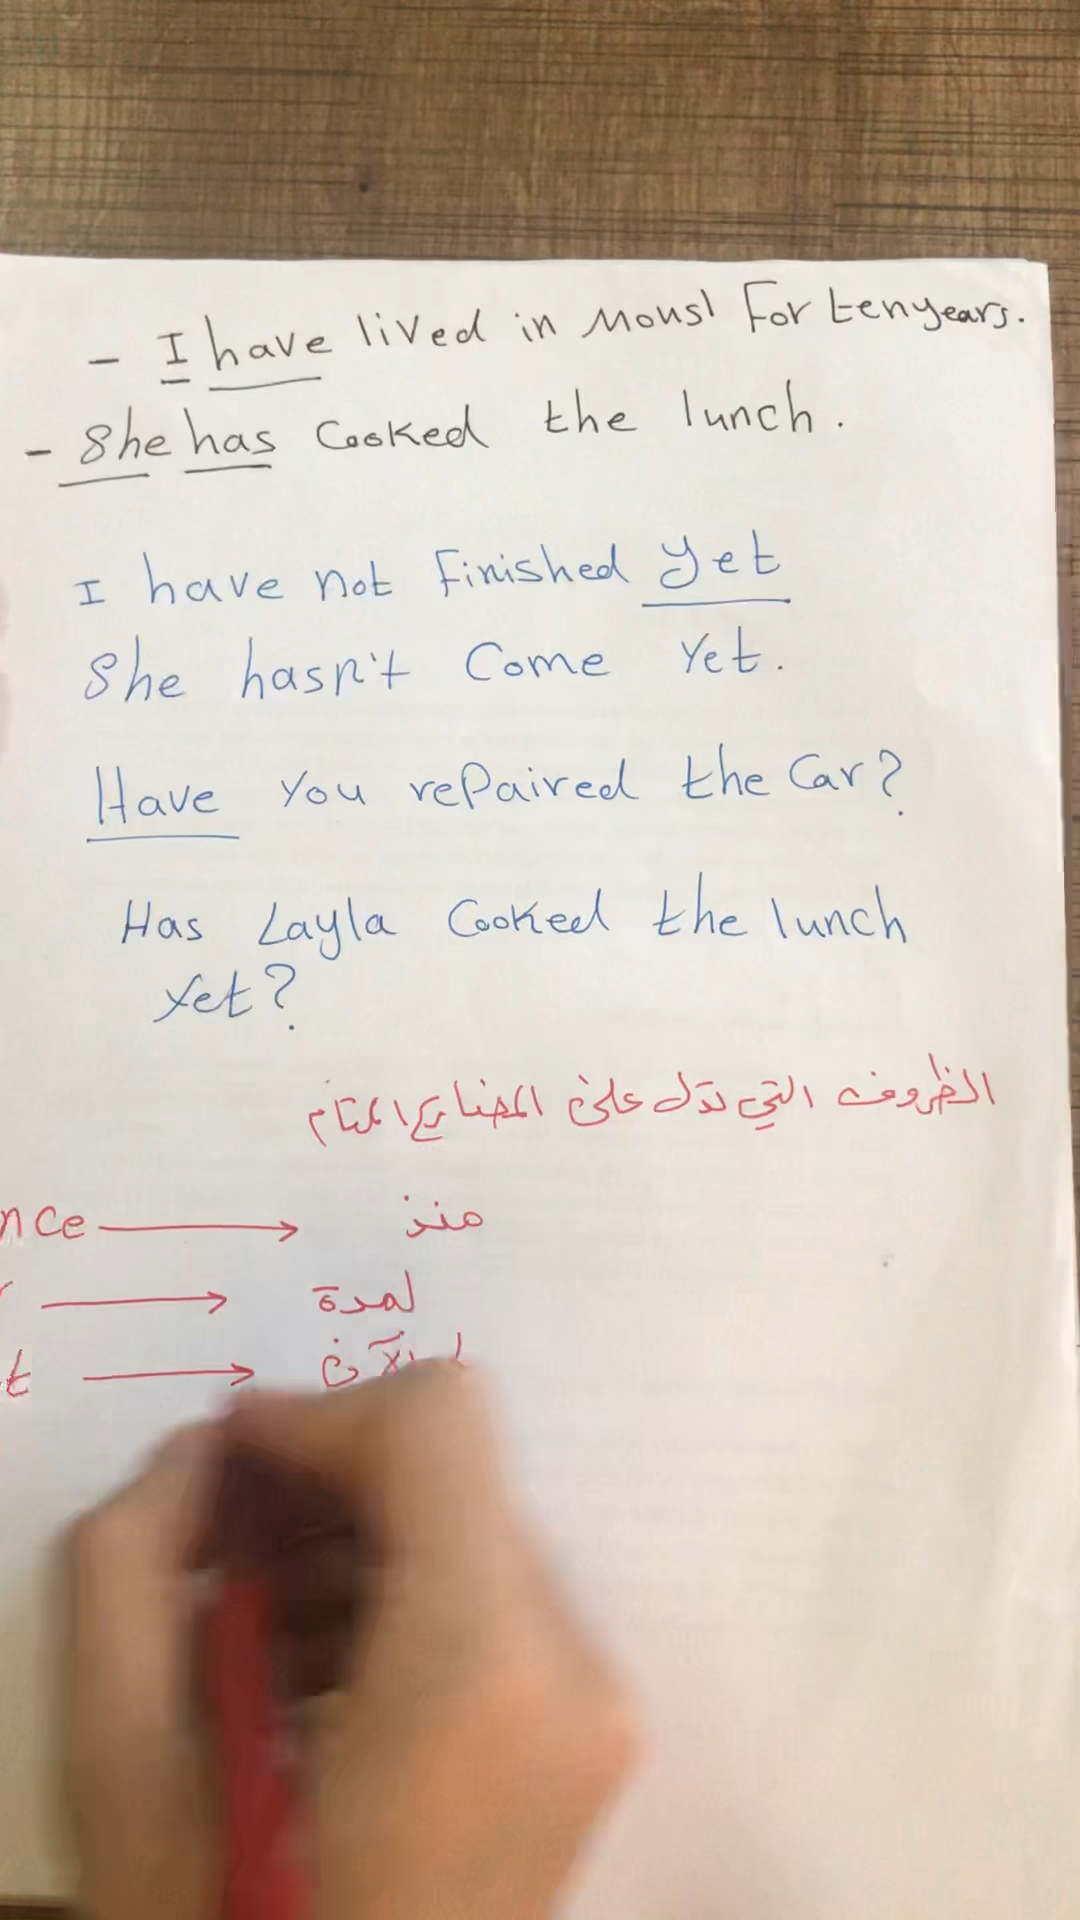 - I have lived in Mousl For ten years.
- She has Cooked the lunch.
I have not Finished yet
She hasn't Come Yet.
Have You rePaired the Car?
Has Layla Cooked the lunch
Yet?
الظروف التي تدل على المضارع التام
nce → منذ
→ لمدة
t → الآن